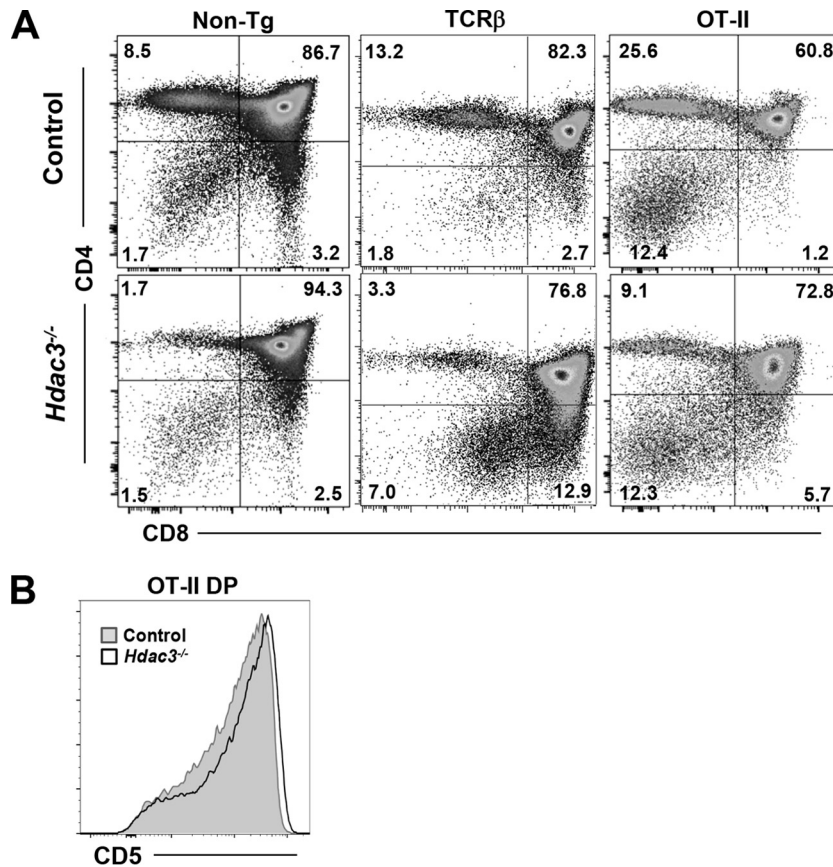 A
Non-Tg
TCRβ
OT-II
Control
8.5 86.7
1.7 3.2
13.2 82.3
1.8 2.7
25.6 60.8
12.4 1.2
CD4
Hdac3-/-
1.7 94.3
1.5 2.5
3.3 76.8
7.0 12.9
9.1 72.8
12.3 5.7
CD8
B
OT-II DP
Control
Hdac3-/-
CD5